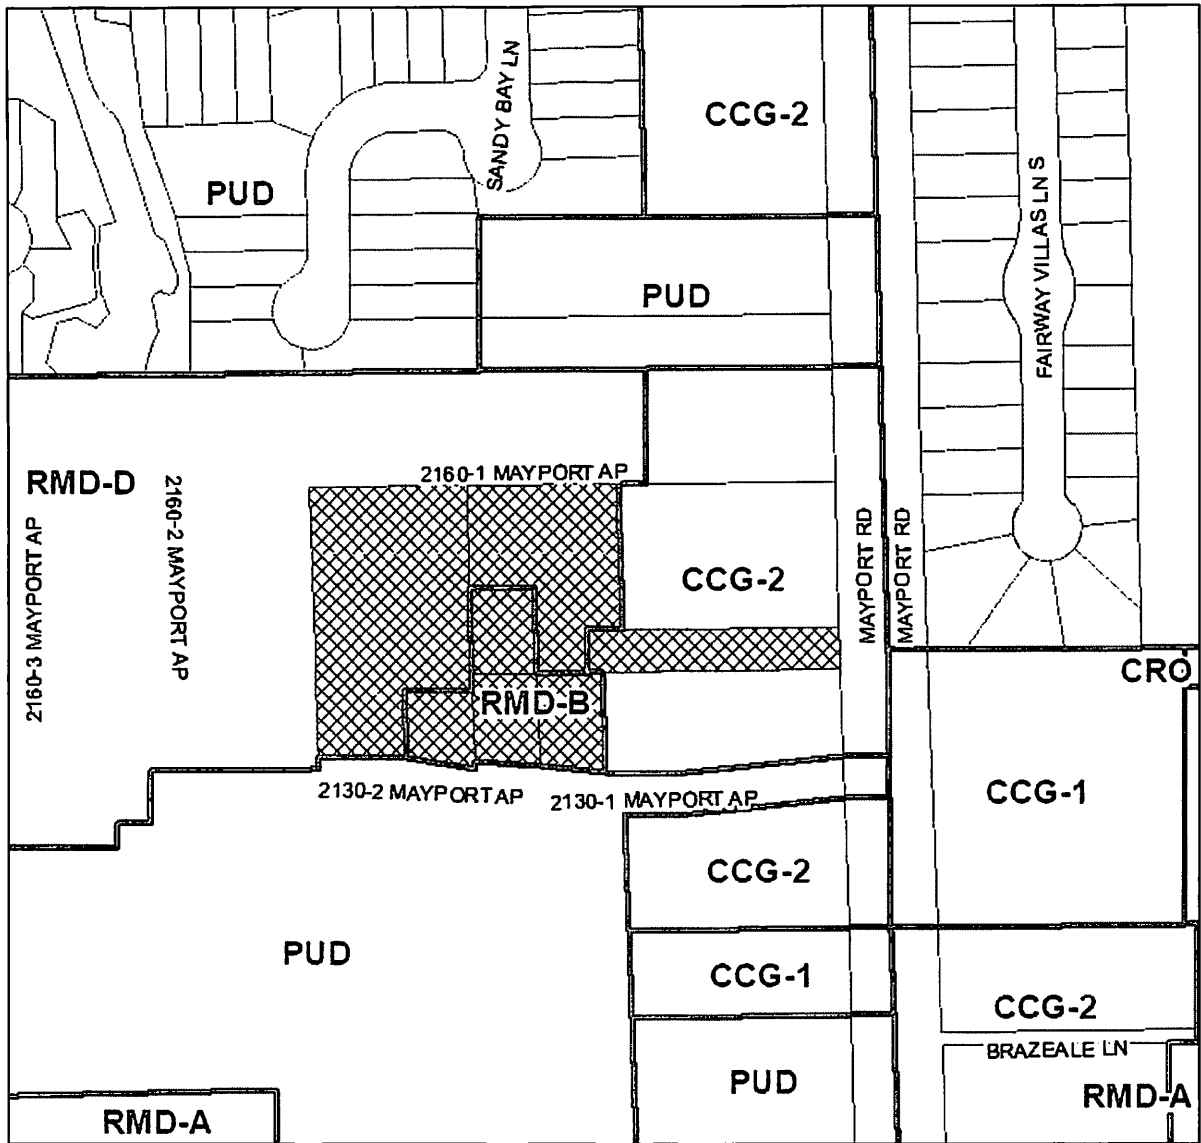 SANDY BAY LN
CCG-2
PUD
FAIRWAY VILLAS LN S
PUD
2160-1 MAYPORT AP
RMD-D
2160-2 MAYPORT AP
2160-3 MAYPORT AP
MAYPORT RD
MAYPORT RD
CCG-2
CRO
RMD-B
2130-2 MAYPORT AP
2130-1 MAYPORT AP
CCG-1
CCG-2
PUD
CCG-1
CCG-2
BRAZEALE LN
PUD
RMD-A
RMD-A